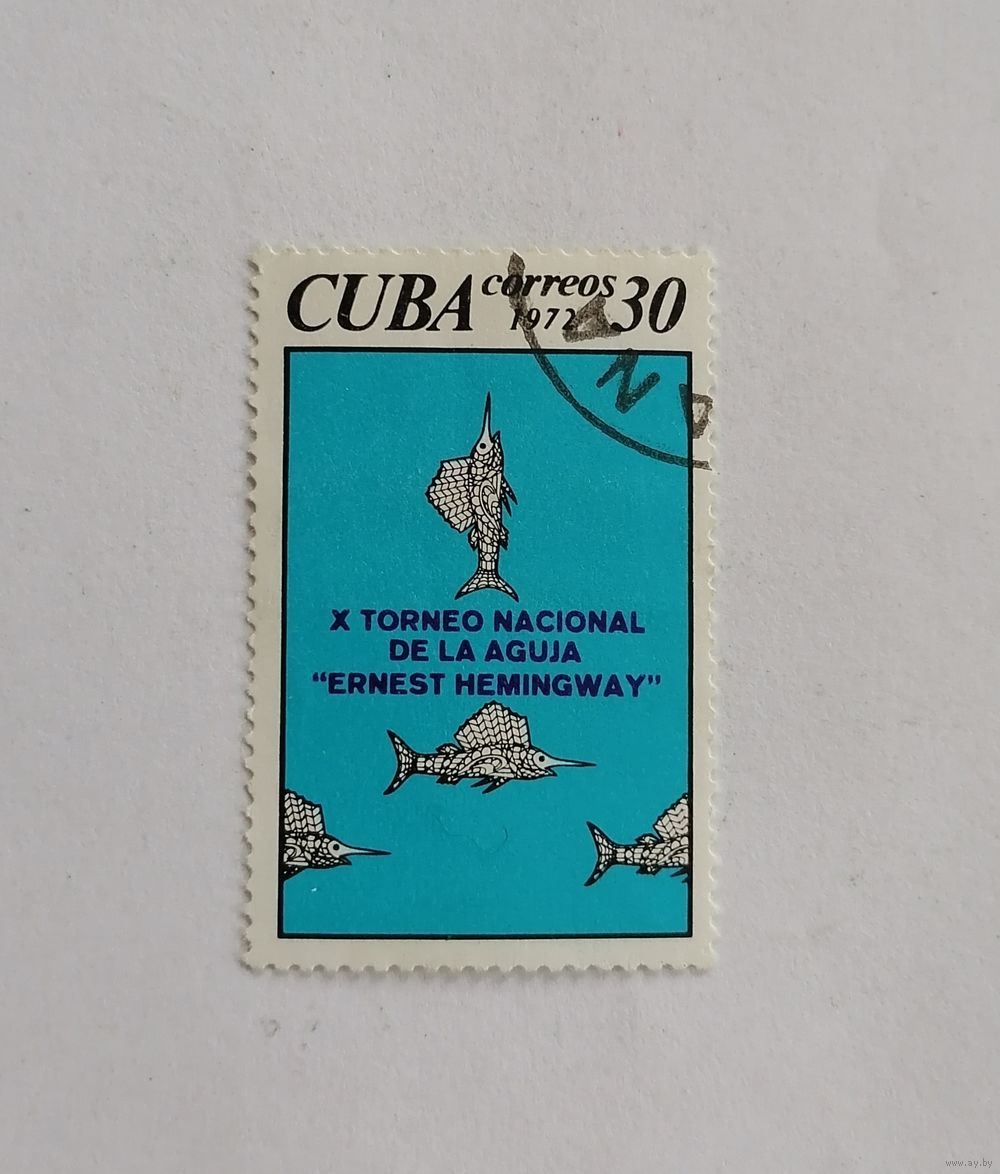 CUBA correos 30
1972
X TORNEO NACIONAL
DE LA AGUJA
“ERNEST HEMINGWAY”
www.ay.by